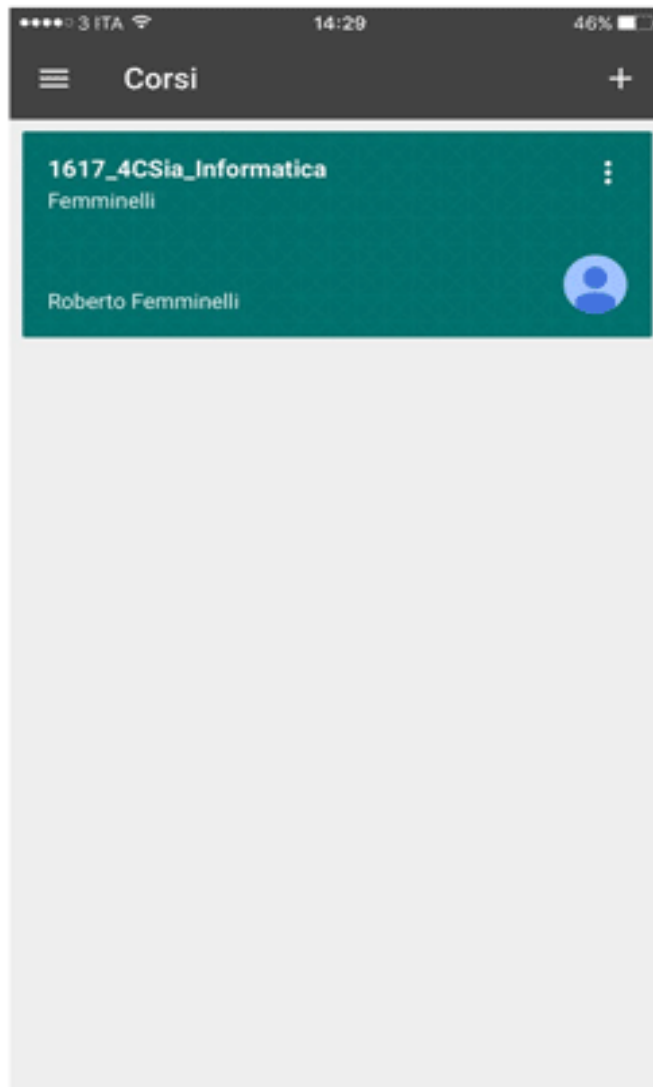 3 ITA 14:29 46%
Corsi
1617_4CSia_Informatica
Femminelli
Roberto Femminelli